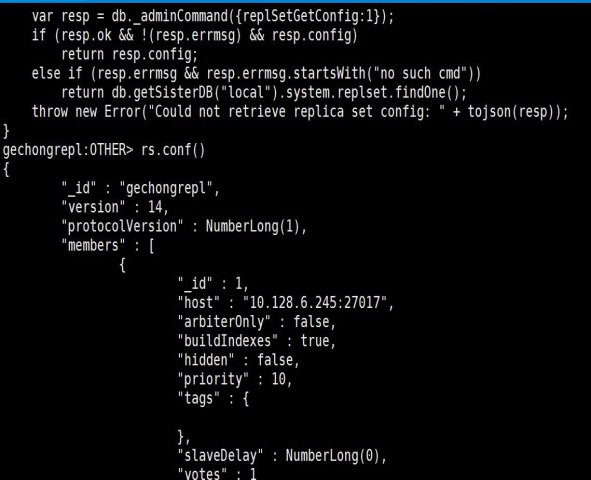 var resp = db._adminCommand({replSetGetConfig:1});
if (resp.ok && !(resp.errmsg) && resp.config)
return resp.config;
else if (resp.errmsg && resp.errmsg.startsWith("no such cmd"))
return db.getSisterDB("local").system.replset.findOne();
throw new Error("Could not retrieve replica set config: " + tojson(resp));
}
gechongrepl:OTHER> rs.conf()
{
"_id" : "gechongrepl",
"version" : 14,
"protocolVersion" : NumberLong(1),
"members" : [
{
"_id" : 1,
"host" : "10.128.6.245:27017",
"arbiterOnly" : false,
"buildIndexes" : true,
"hidden" : false,
"priority" : 10,
"tags" : {
},
"slaveDelay" : NumberLong(0),
"votes" : 1